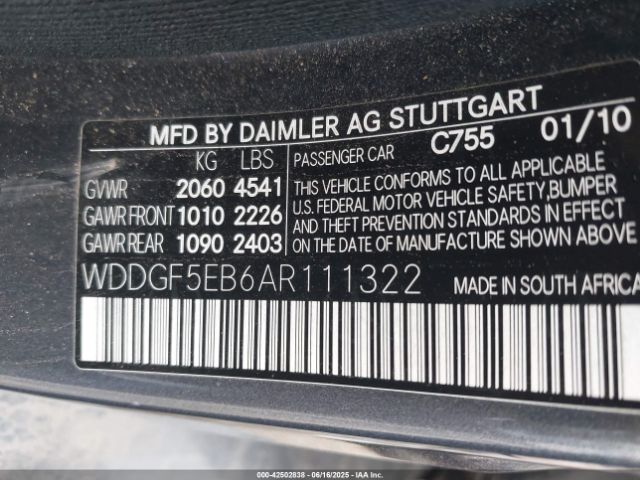 MFD BY DAIMLER AG STUTTGART
KG LBS
PASSENGER CAR C755 01/10
GVWR 2060 4541
GAWR FRONT 1010 2226
GAWR REAR 1090 2403
THIS VEHICLE CONFORMS TO ALL APPLICABLE
U.S. FEDERAL MOTOR VEHICLE SAFETY, BUMPER
AND THEFT PREVENTION STANDARDS IN EFFECT
ON THE DATE OF MANUFACTURE SHOWN ABOVE
WDDGF5EB6AR111322
MADE IN SOUTH AFRICA
000-42502838 - 06/16/2025 - IAAI.COM